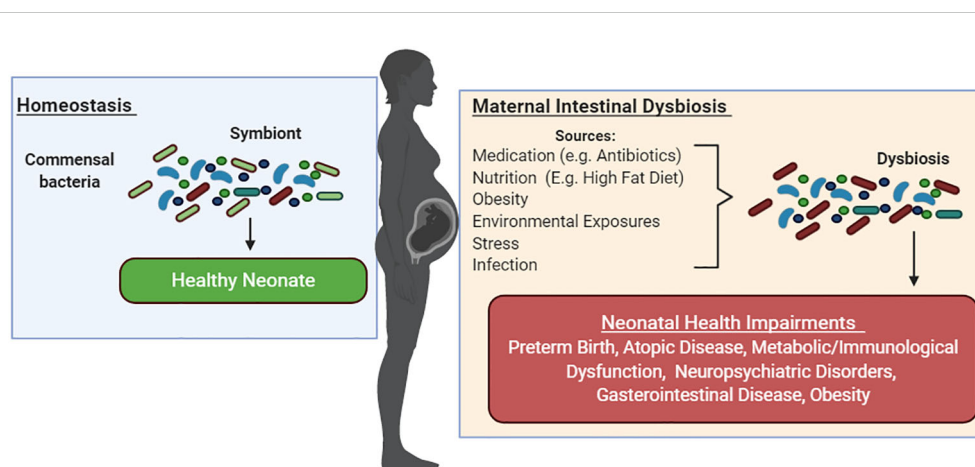 Homeostasis
Symbiont
Commensal
bacteria
Healthy Neonate
Maternal Intestinal Dysbiosis
Sources:
Medication (e.g. Antibiotics)
Nutrition (E.g. High Fat Diet)
Obesity
Environmental Exposures
Stress
Infection
Dysbiosis
Neonatal Health Impairments
Preterm Birth, Atopic Disease, Metabolic/Immunological
Dysfunction, Neuropsychiatric Disorders,
Gasterointestinal Disease, Obesity